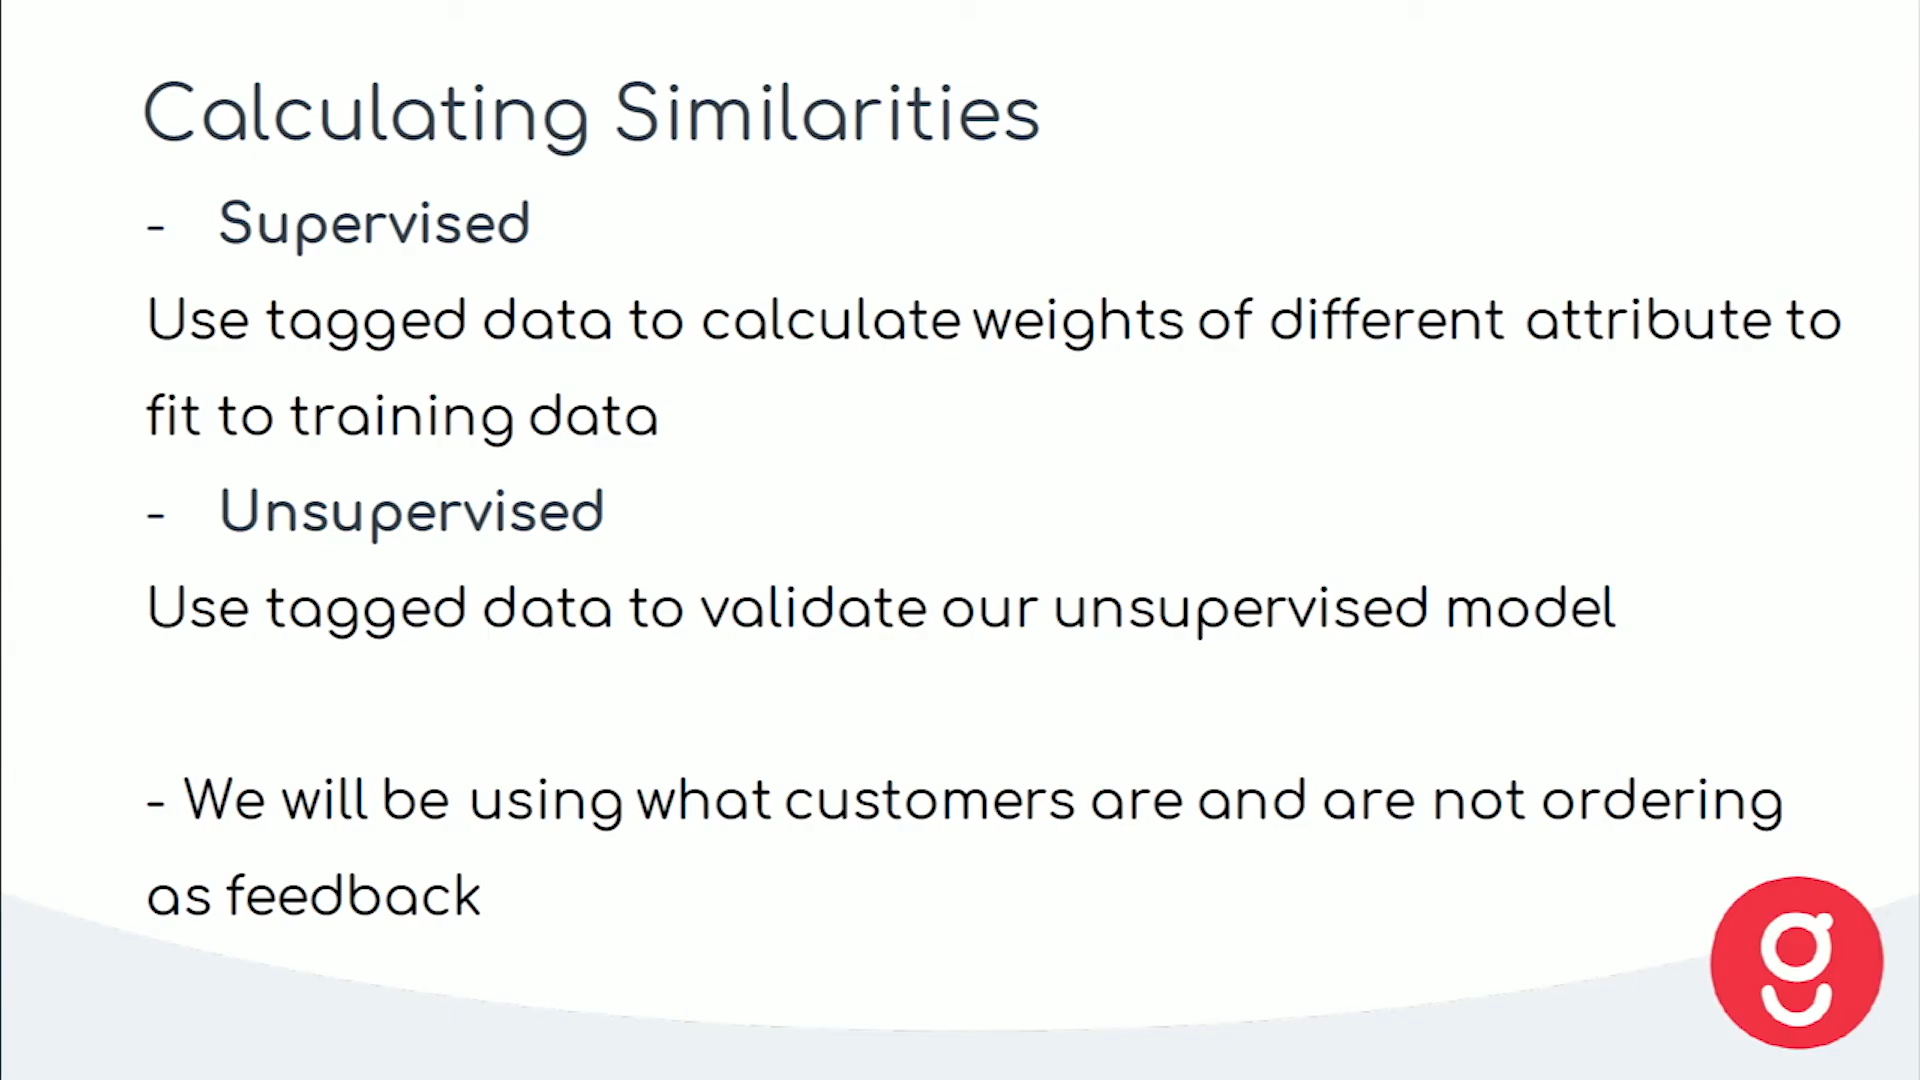 Calculating Similarities
- Supervised
Use tagged data to calculate weights of different attribute to
fit to training data
- Unsupervised
Use tagged data to validate our unsupervised model
- We will be using what customers are and are not ordering
as feedback
g